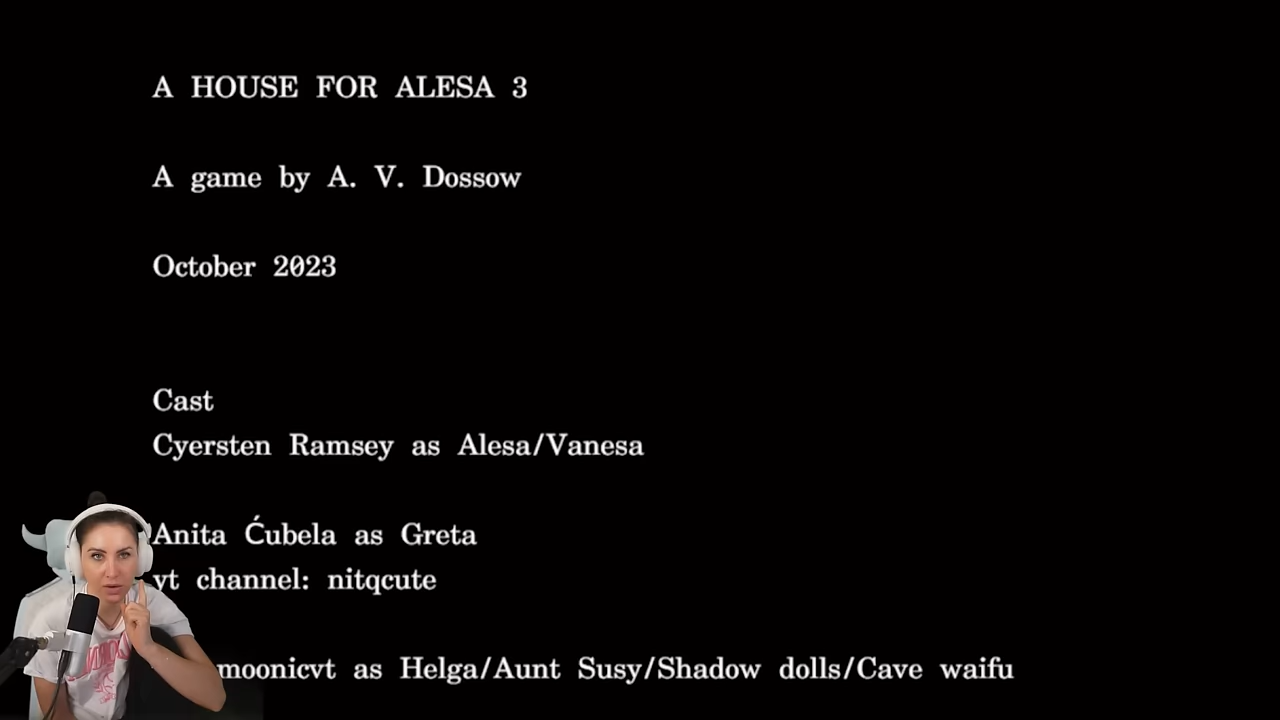 A HOUSE FOR ALESA 3
A game by A. V. Dossow
October 2023
Cast
Cyersten Ramsey as Alesa/Vanesa
Anita Ćubela as Greta
yt channel: nitqcute
moonicvt as Helga/Aunt Susy/Shadow dolls/Cave waifu